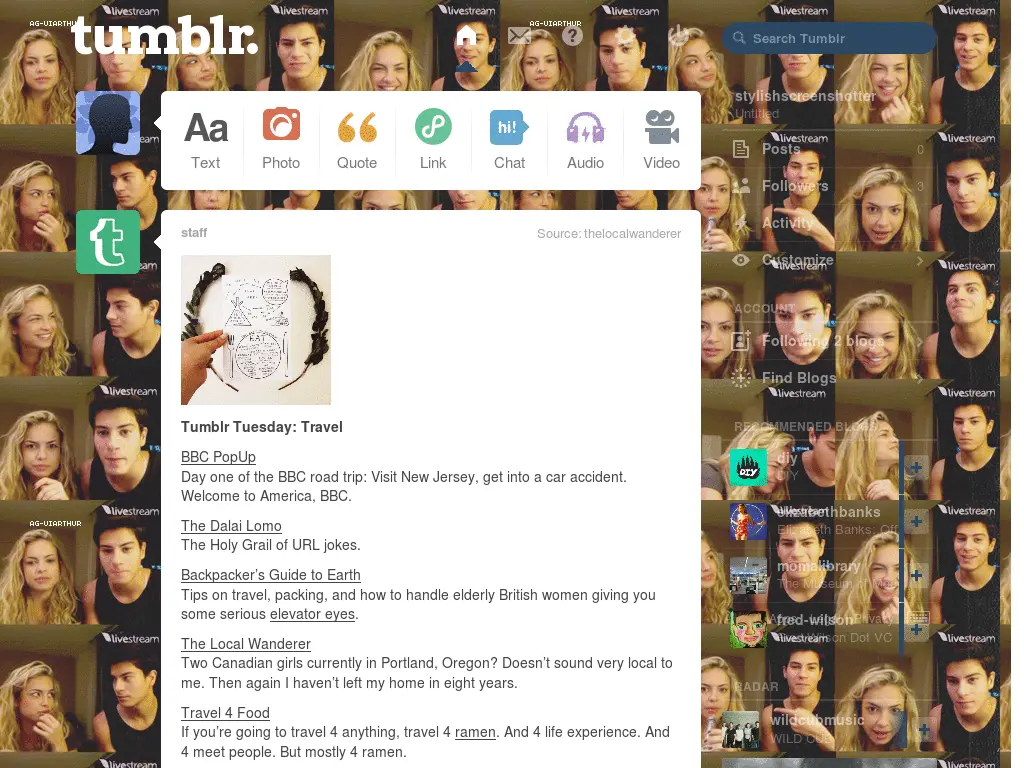 tumblr.
Search Tumblr
AG-VIARTHUR
AG-VIARTHUR
livestream
Aa
hi!
Text
Photo
Quote
Link
Chat
Audio
Video
stylishscreenshotter
Untitled
Posts
0
Followers
3
Activity
Customize
ACCOUNT
Following 2 blogs
Find Blogs
RECOMMENDED BLOGS
diy
DIY
elizabethbanks
Elizabeth Banks: Off
momalibrary
The Museum of Mod
fred-wilson
Fred Wilson Dot VC
RADAR
wildcubmusic
WILD CUB
t
staff
Source: thelocalwanderer
EAT
Tumblr Tuesday: Travel
BBC PopUp
Day one of the BBC road trip: Visit New Jersey, get into a car accident.
Welcome to America, BBC.
The Dalai Lomo
The Holy Grail of URL jokes.
Backpacker’s Guide to Earth
Tips on travel, packing, and how to handle elderly British women giving you
some serious elevator eyes.
The Local Wanderer
Two Canadian girls currently in Portland, Oregon? Doesn’t sound very local to
me. Then again I haven’t left my home in eight years.
Travel 4 Food
If you’re going to travel 4 anything, travel 4 ramen. And 4 life experience. And
4 meet people. But mostly 4 ramen.
AG-VIARTHUR